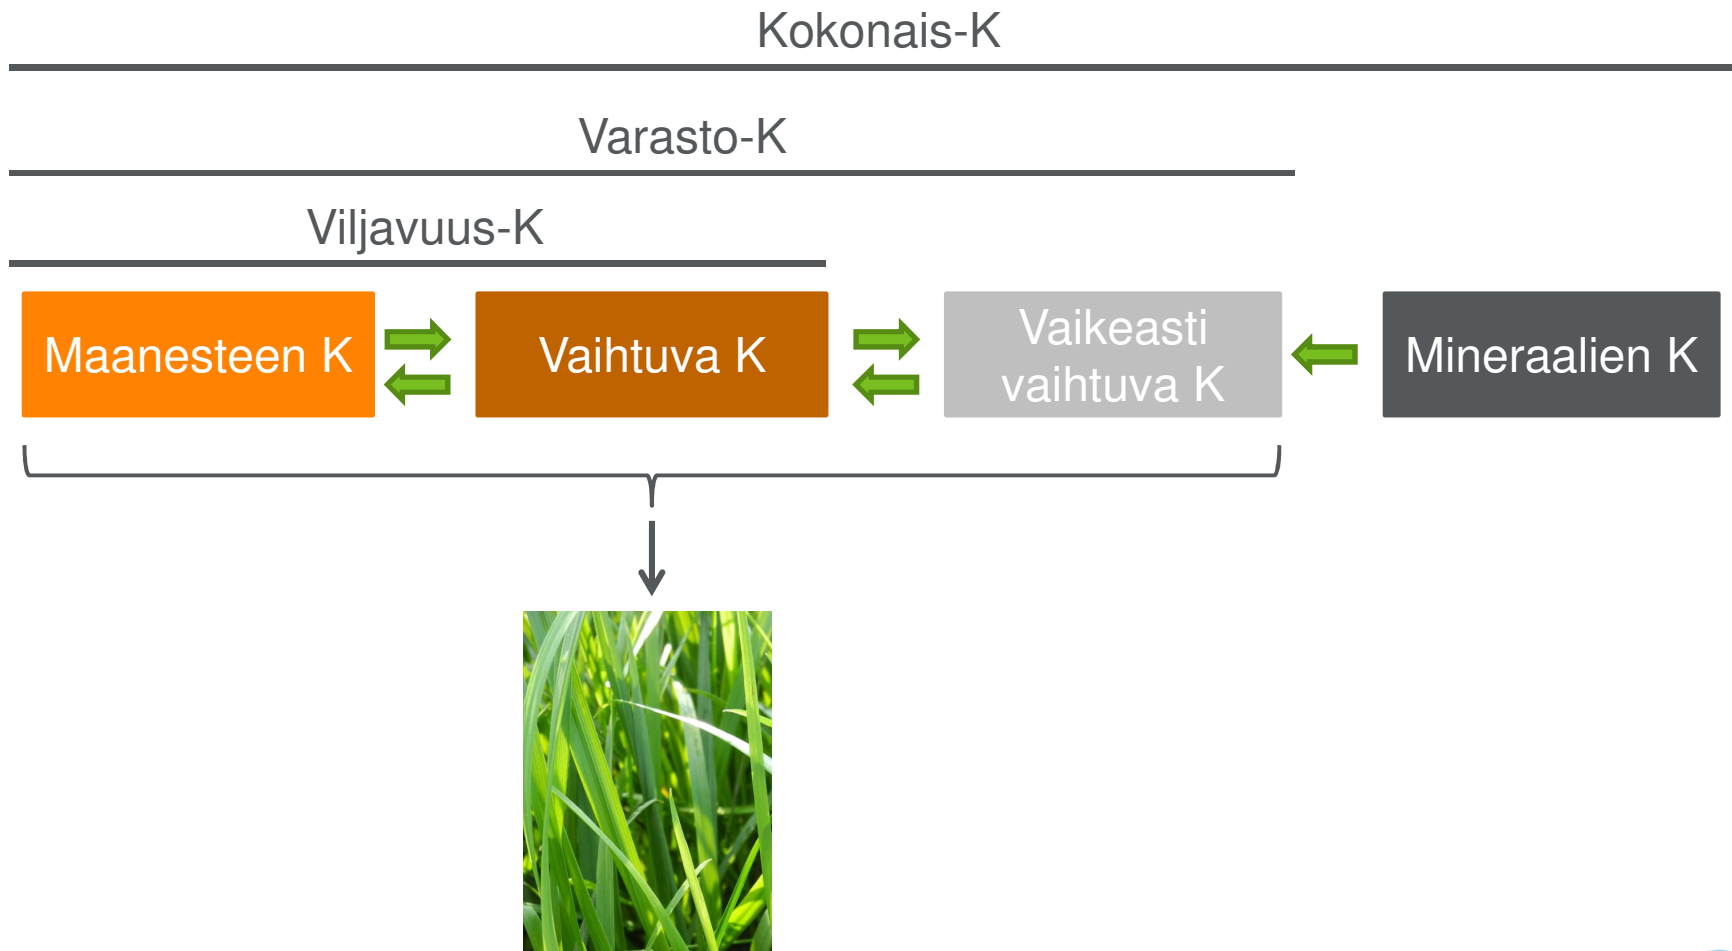 Kokonais-K
Varasto-K
Viljavuus-K
Maanesteen K
Vaihtuva K
Vaikeasti
vaihtuva K
Mineraalien K